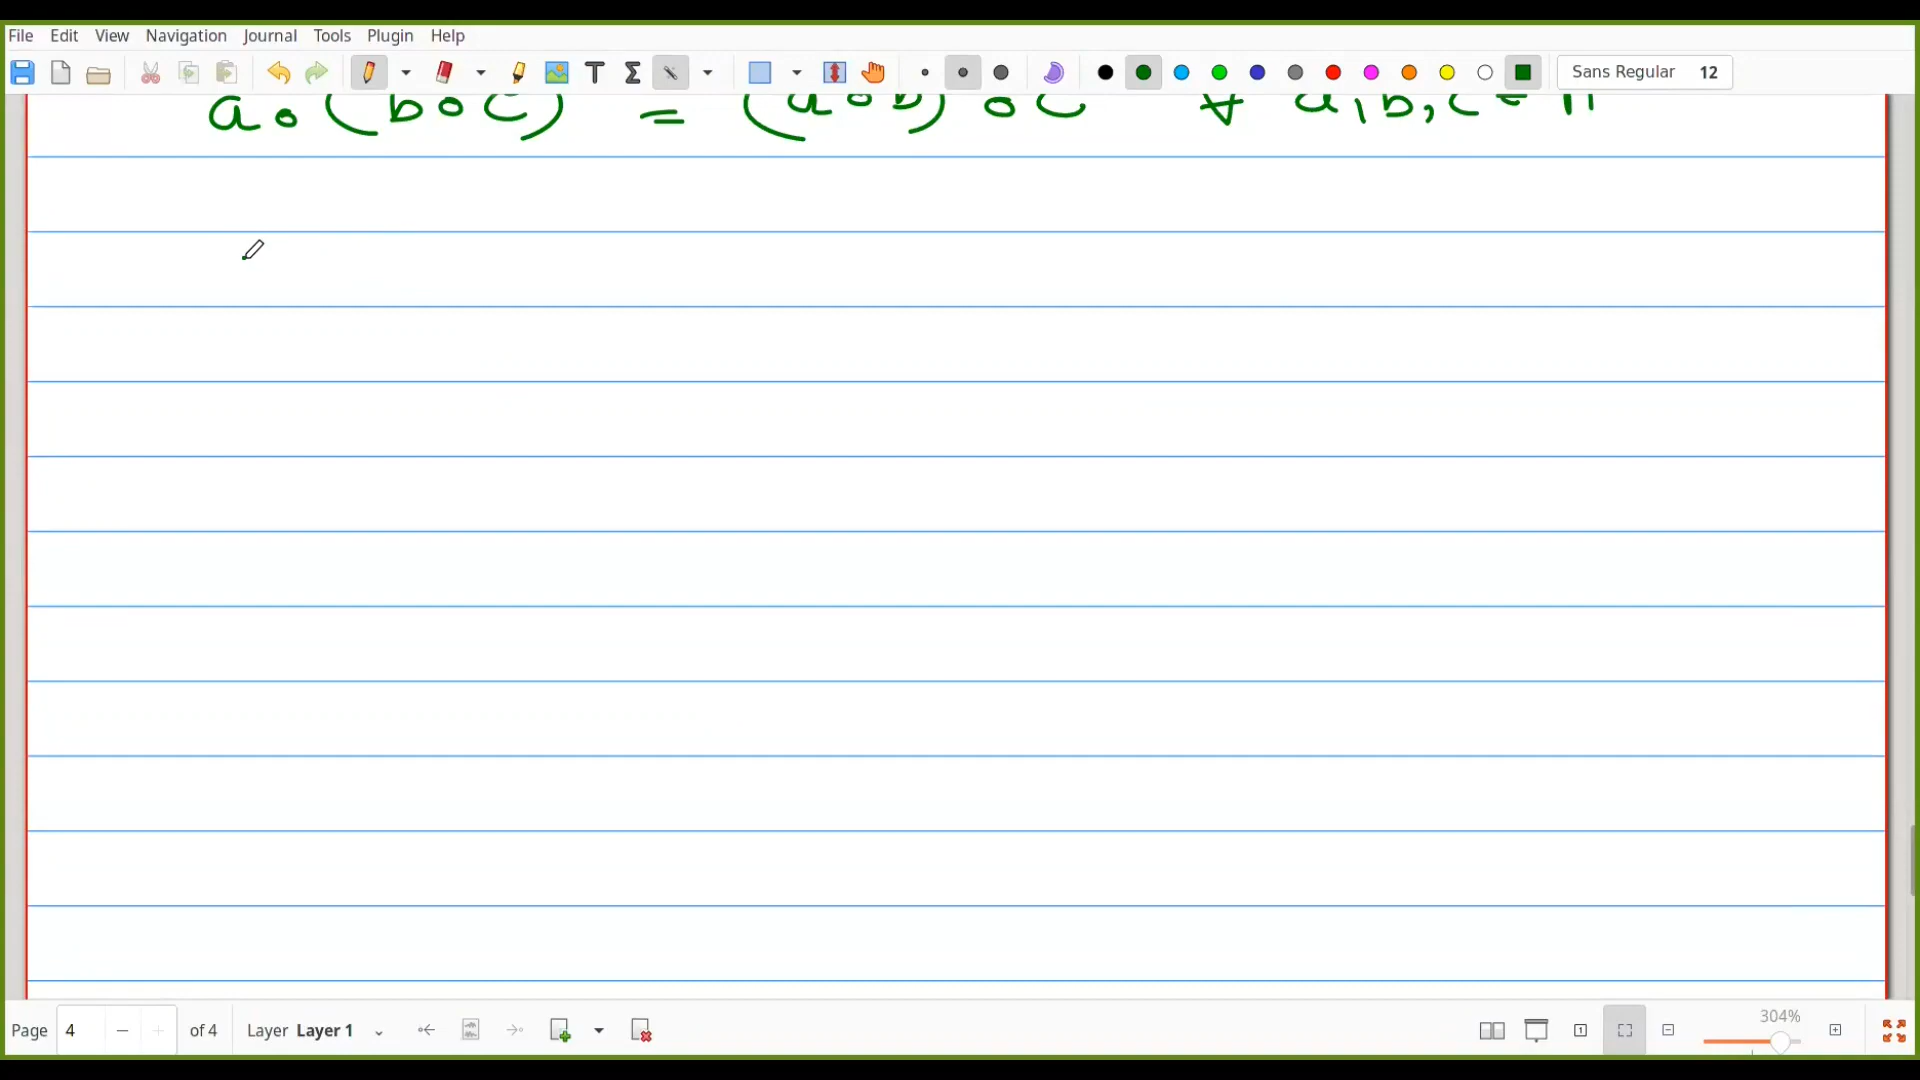 File Edit View Navigation Journal Tools Plugin Help
Sans Regular 12
a∘(b∘c) = (a∘b)∘c ∀ a,b,c ∈
Page 4 of 4 Layer Layer 1 304%